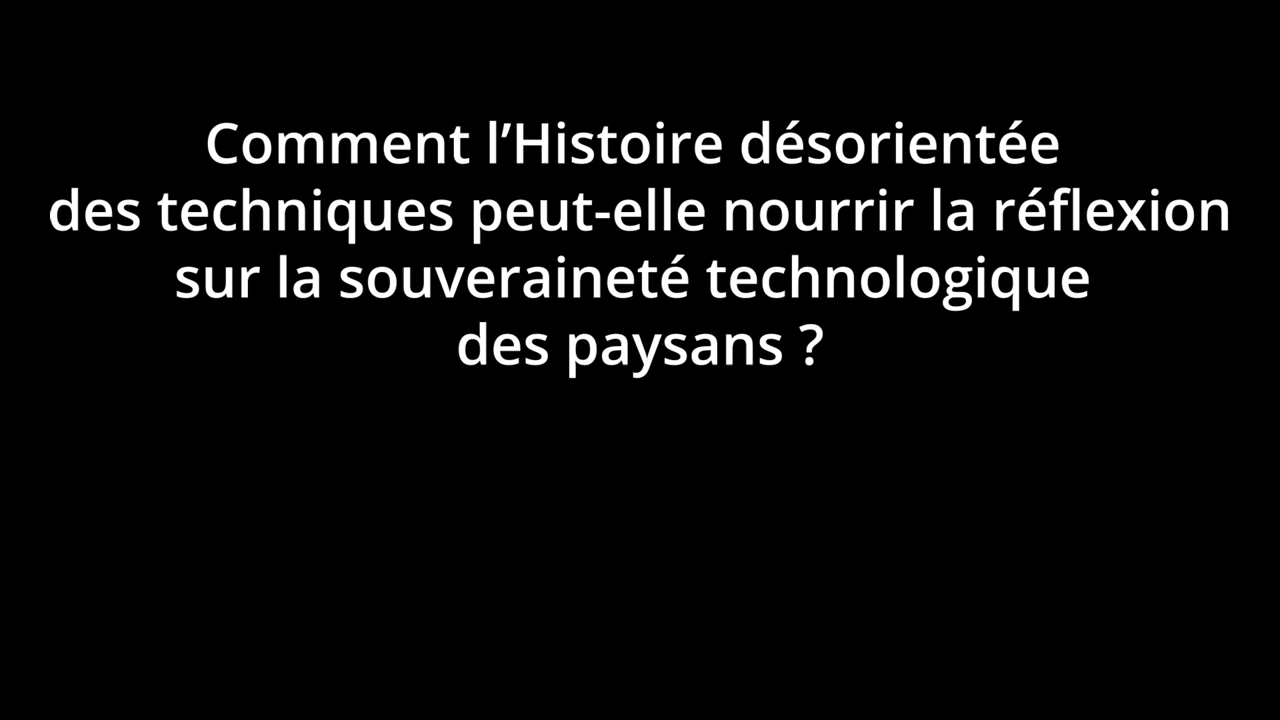 Comment l’Histoire désorientée
des techniques peut-elle nourrir la réflexion
sur la souveraineté technologique
des paysans ?